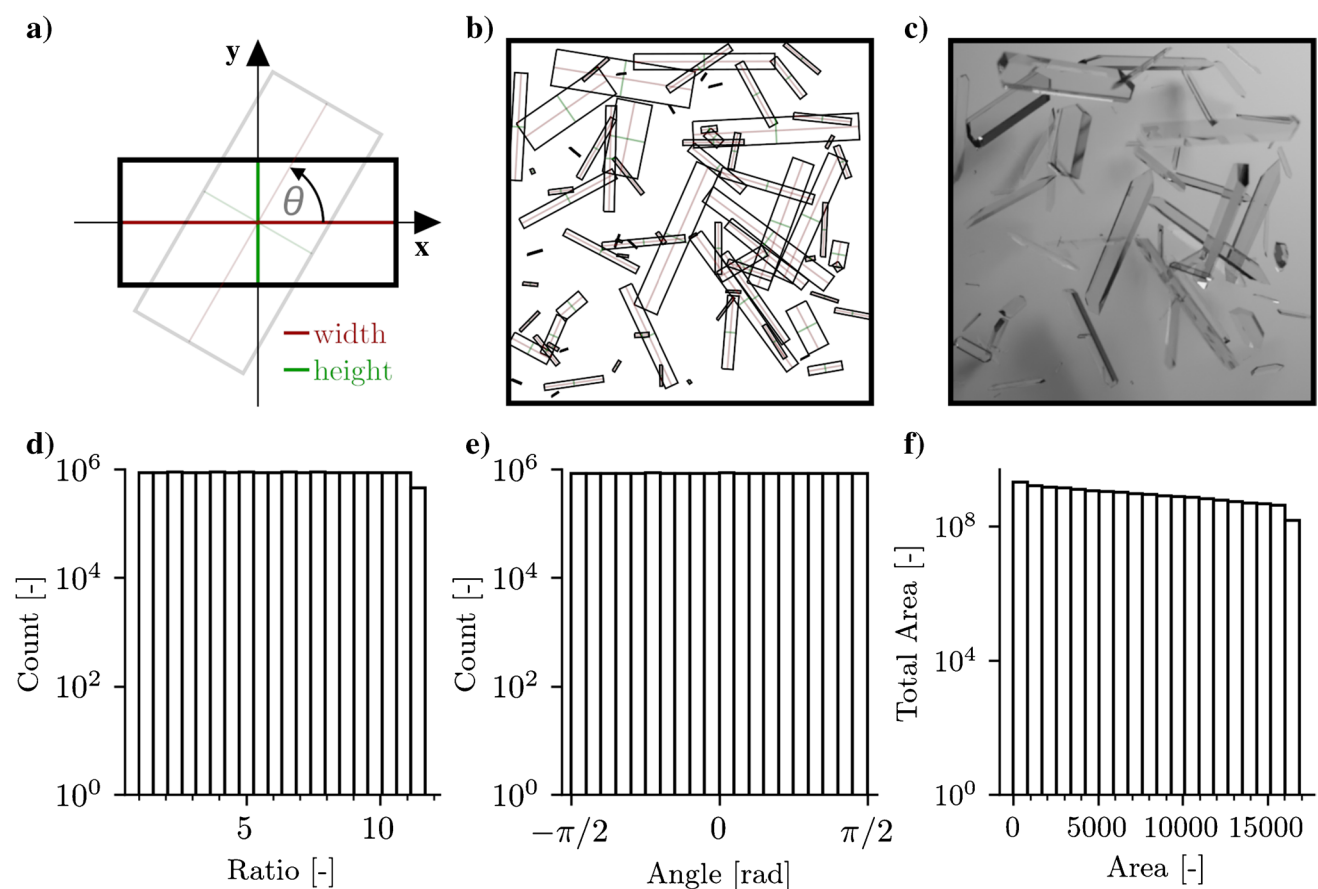 a)
y
θ
x
width
height
b)
c)
d)
10^6
10^4
10^2
10^0
Count [-]
5
10
Ratio [-]
e)
10^6
10^4
10^2
10^0
Count [-]
−π/2
0
π/2
Angle [rad]
f)
10^8
10^4
10^0
Total Area [-]
0
5000
10000
15000
Area [-]